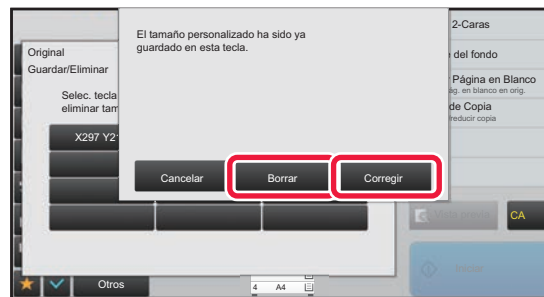 El tamaño personalizado ha sido ya
guardado en esta tecla.
Cancelar
Borrar
Corregir
Original
Guardar/Eliminar
Selec. tecla
eliminar tam
X297 Y21
Otros
4 A4
2-Caras
del fondo
Página en Blanco
ág. en blanco en orig.
de Copia
/reducir copia
CA
Iniciar